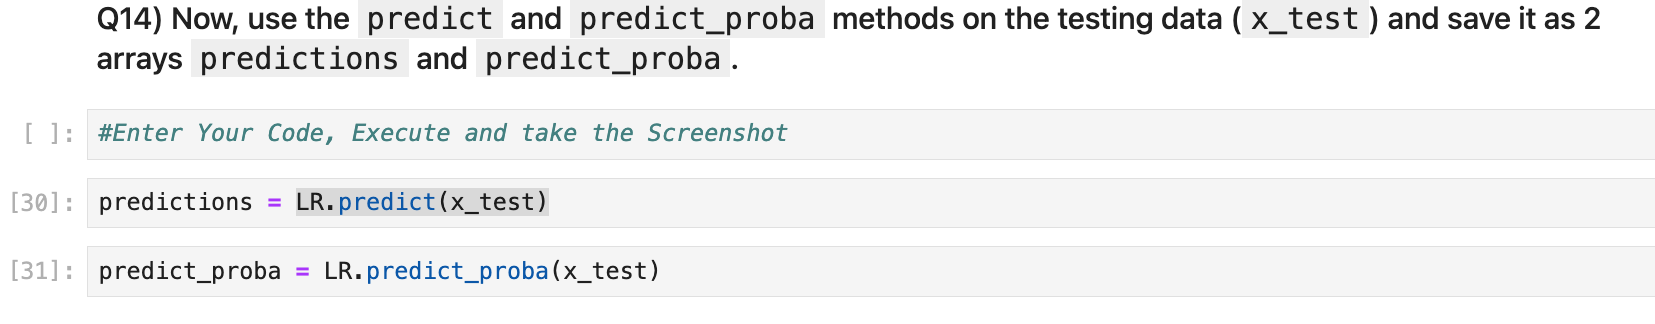 Q14) Now, use the predict and predict_proba methods on the testing data ( x_test ) and save it as 2
arrays predictions and predict_proba .
[ ]: #Enter Your Code, Execute and take the Screenshot
[30]: predictions = LR.predict(x_test)
[31]: predict_proba = LR.predict_proba(x_test)